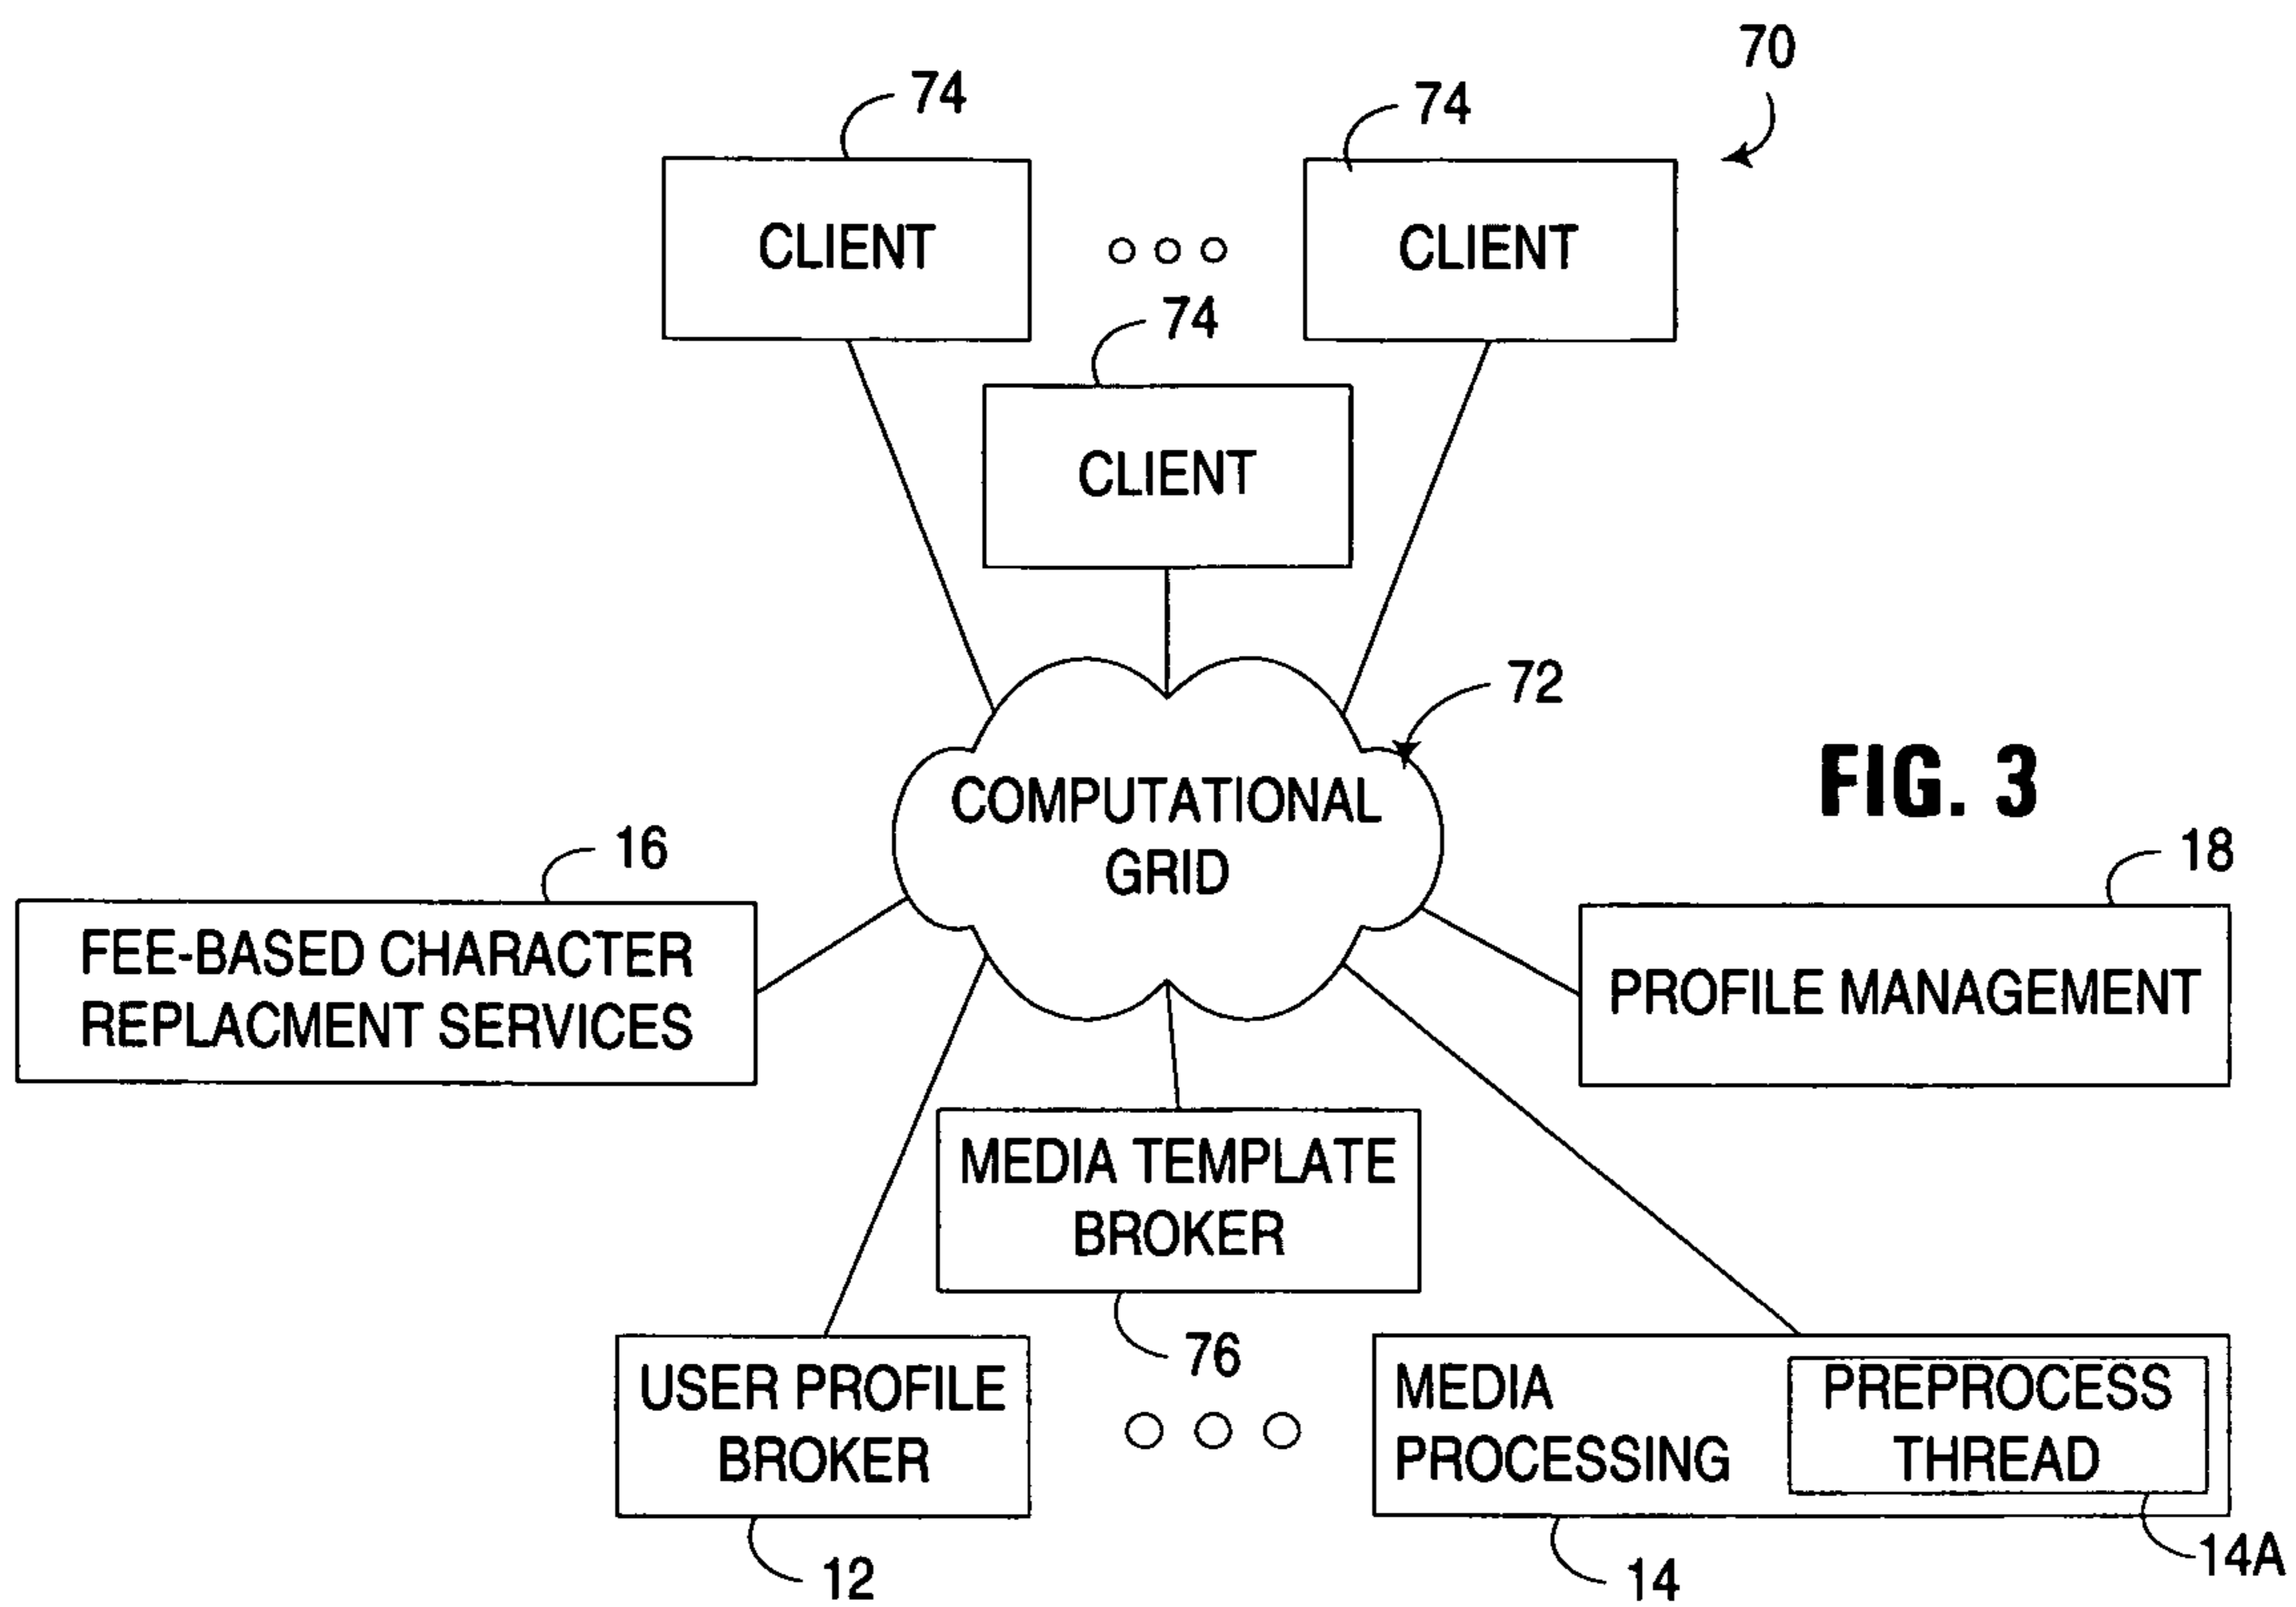 70
74
74
CLIENT
CLIENT
74
CLIENT
72
COMPUTATIONAL
GRID
FIG. 3
16
18
FEE-BASED CHARACTER
REPLACMENT SERVICES
PROFILE MANAGEMENT
MEDIA TEMPLATE
BROKER
76
USER PROFILE
BROKER
MEDIA
PROCESSING
PREPROCESS
THREAD
12
14
14A